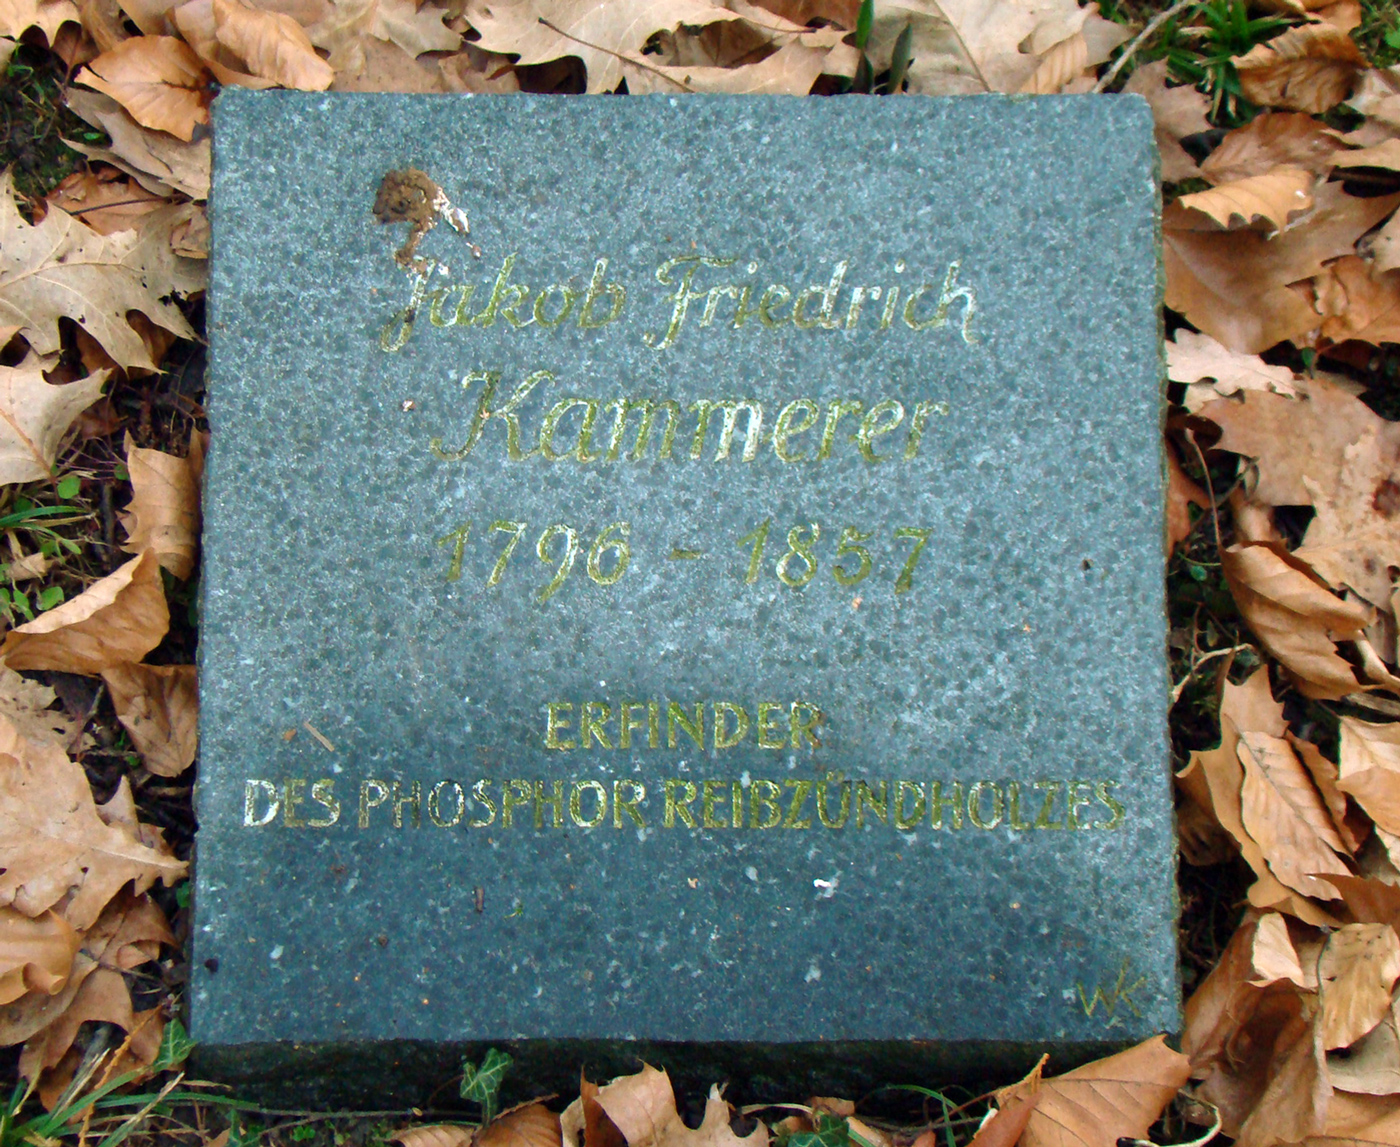 Jakob Friedrich
Kammerer
1796 - 1857
ERFINDER
DES PHOSPHOR REIBZÜNDHOLZES
WK